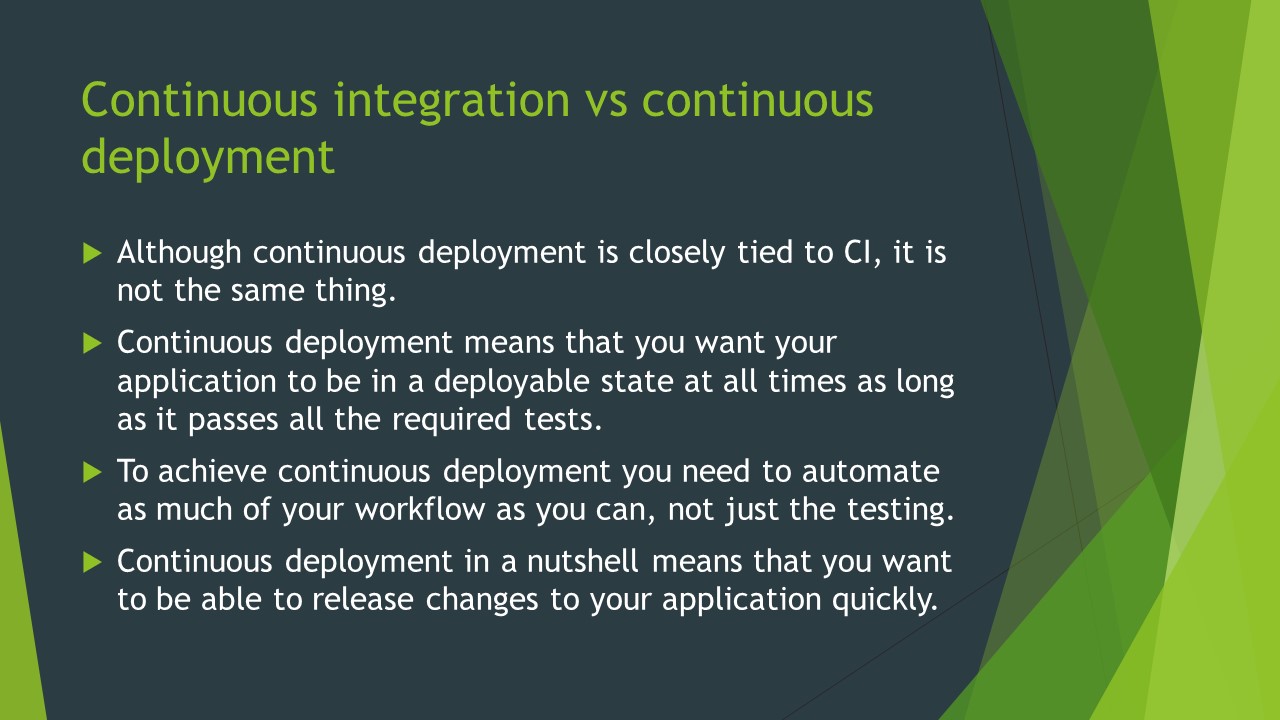 Continuous integration vs continuous
deployment
Although continuous deployment is closely tied to CI, it is
not the same thing.
Continuous deployment means that you want your
application to be in a deployable state at all times as long
as it passes all the required tests.
To achieve continuous deployment you need to automate
as much of your workflow as you can, not just the testing.
Continuous deployment in a nutshell means that you want
to be able to release changes to your application quickly.